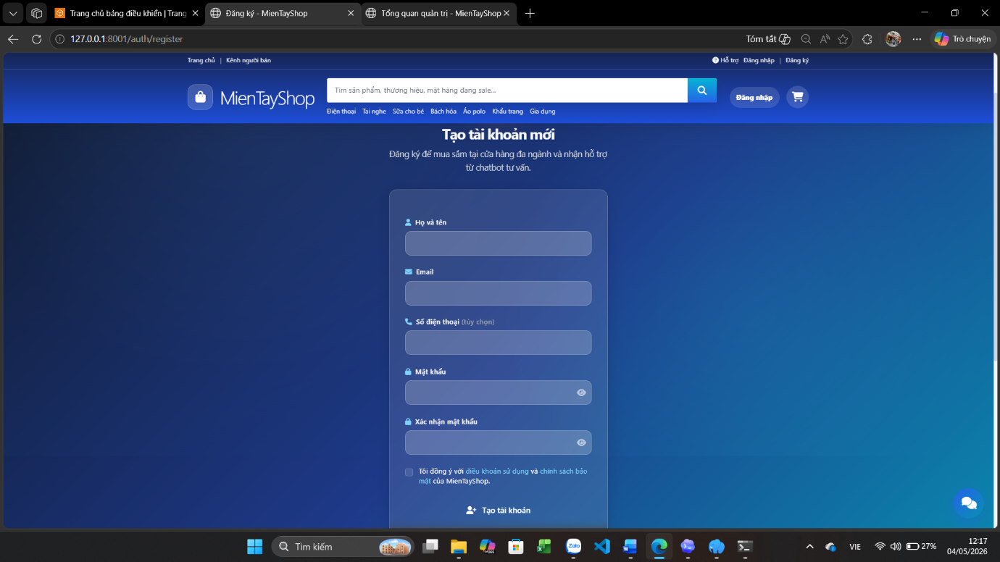 Trang chủ bảng điều khiển | Trang
Đăng ký - MienTayShop
Tổng quan quản trị - MienTayShop
127.0.0.1:8001/auth/register
Tóm tắt
Trò chuyện
Trang chủ | Kênh người bán
Hỗ trợ Đăng nhập | Đăng ký
MienTayShop
Tìm sản phẩm, thương hiệu, mặt hàng đang sale...
Đăng nhập
Điện thoại Tai nghe Sữa cho bé Bách hóa Áo polo Khẩu trang Gia dụng
Tạo tài khoản mới
Đăng ký để mua sắm tại cửa hàng đa ngành và nhận hỗ trợ
từ chatbot tư vấn.
Họ và tên
Email
Số điện thoại (tùy chọn)
Mật khẩu
Xác nhận mật khẩu
Tôi đồng ý với điều khoản sử dụng và chính sách bảo
mật của MienTayShop.
Tạo tài khoản
Tìm kiếm
Zalo
VIE
27%
12:17
04/05/2026